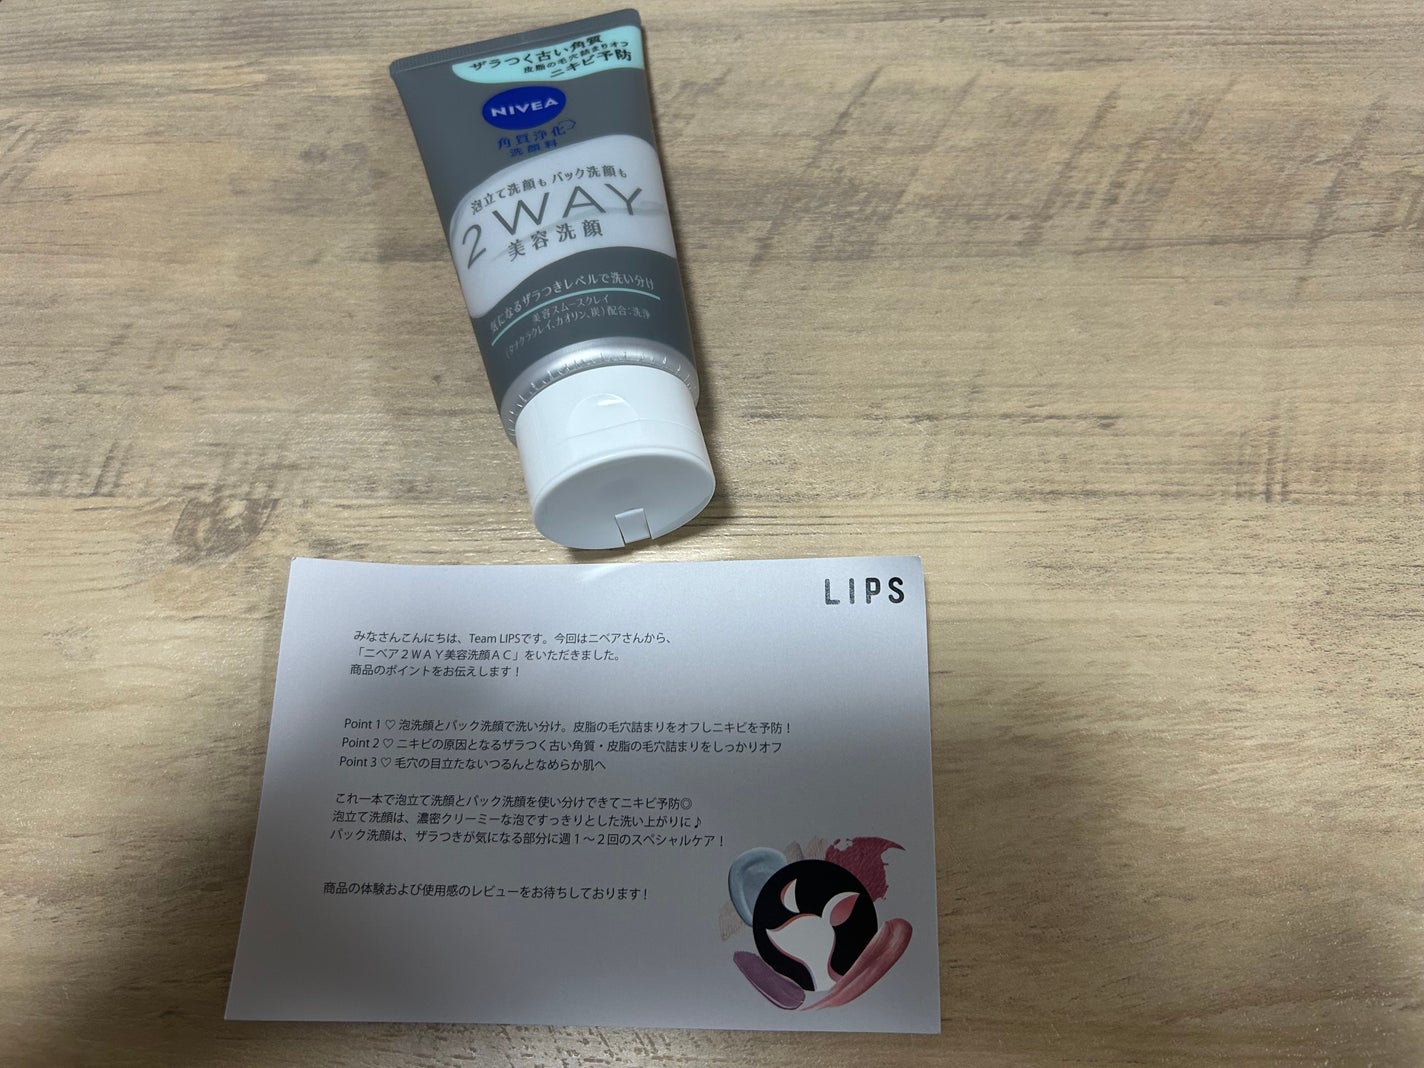 ザラつく古い角質
皮脂の毛穴詰まりオフ
ニキビ予防
NIVEA
角質浄化
洗顔料
泡立て洗顔も パック洗顔も
2WAY
美容洗顔
気になるザラつきレベルで洗い分け
美容スムースクレイ
(タナクラクレイ、カオリン、炭)配合:洗浄
LIPS
みなさんこんにちは、Team LIPSです。今回はニベアさんから、
「ニベア２ＷＡＹ美容洗顔ＡＣ」をいただきました。
商品のポイントをお伝えします！
Point 1 ♡ 泡洗顔とパック洗顔で洗い分け。皮脂の毛穴詰まりをオフしニキビを予防！
Point 2 ♡ ニキビの原因となるザラつく古い角質・皮脂の毛穴詰まりをしっかりオフ
Point 3 ♡ 毛穴の目立たないつるんとなめらか肌へ
これ一本で泡立て洗顔とパック洗顔を使い分けできてニキビ予防◎
泡立て洗顔は、濃密クリーミーな泡ですっきりとした洗い上がりに♪
パック洗顔は、ザラつきが気になる部分に週１～２回のスペシャルケア！
商品の体験および使用感のレビューをお待ちしております！